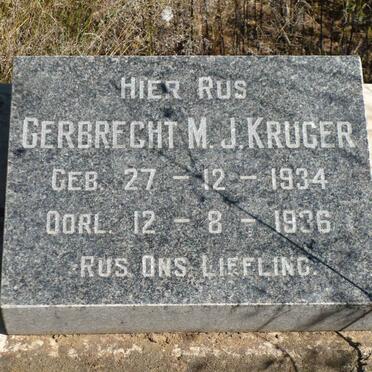 HIER RUS
GERBRECHT M. J. KRUGER
GEB. 27 - 12 - 1934
OORL. 12 - 8 - 1936
RUS ONS LIEFLING.